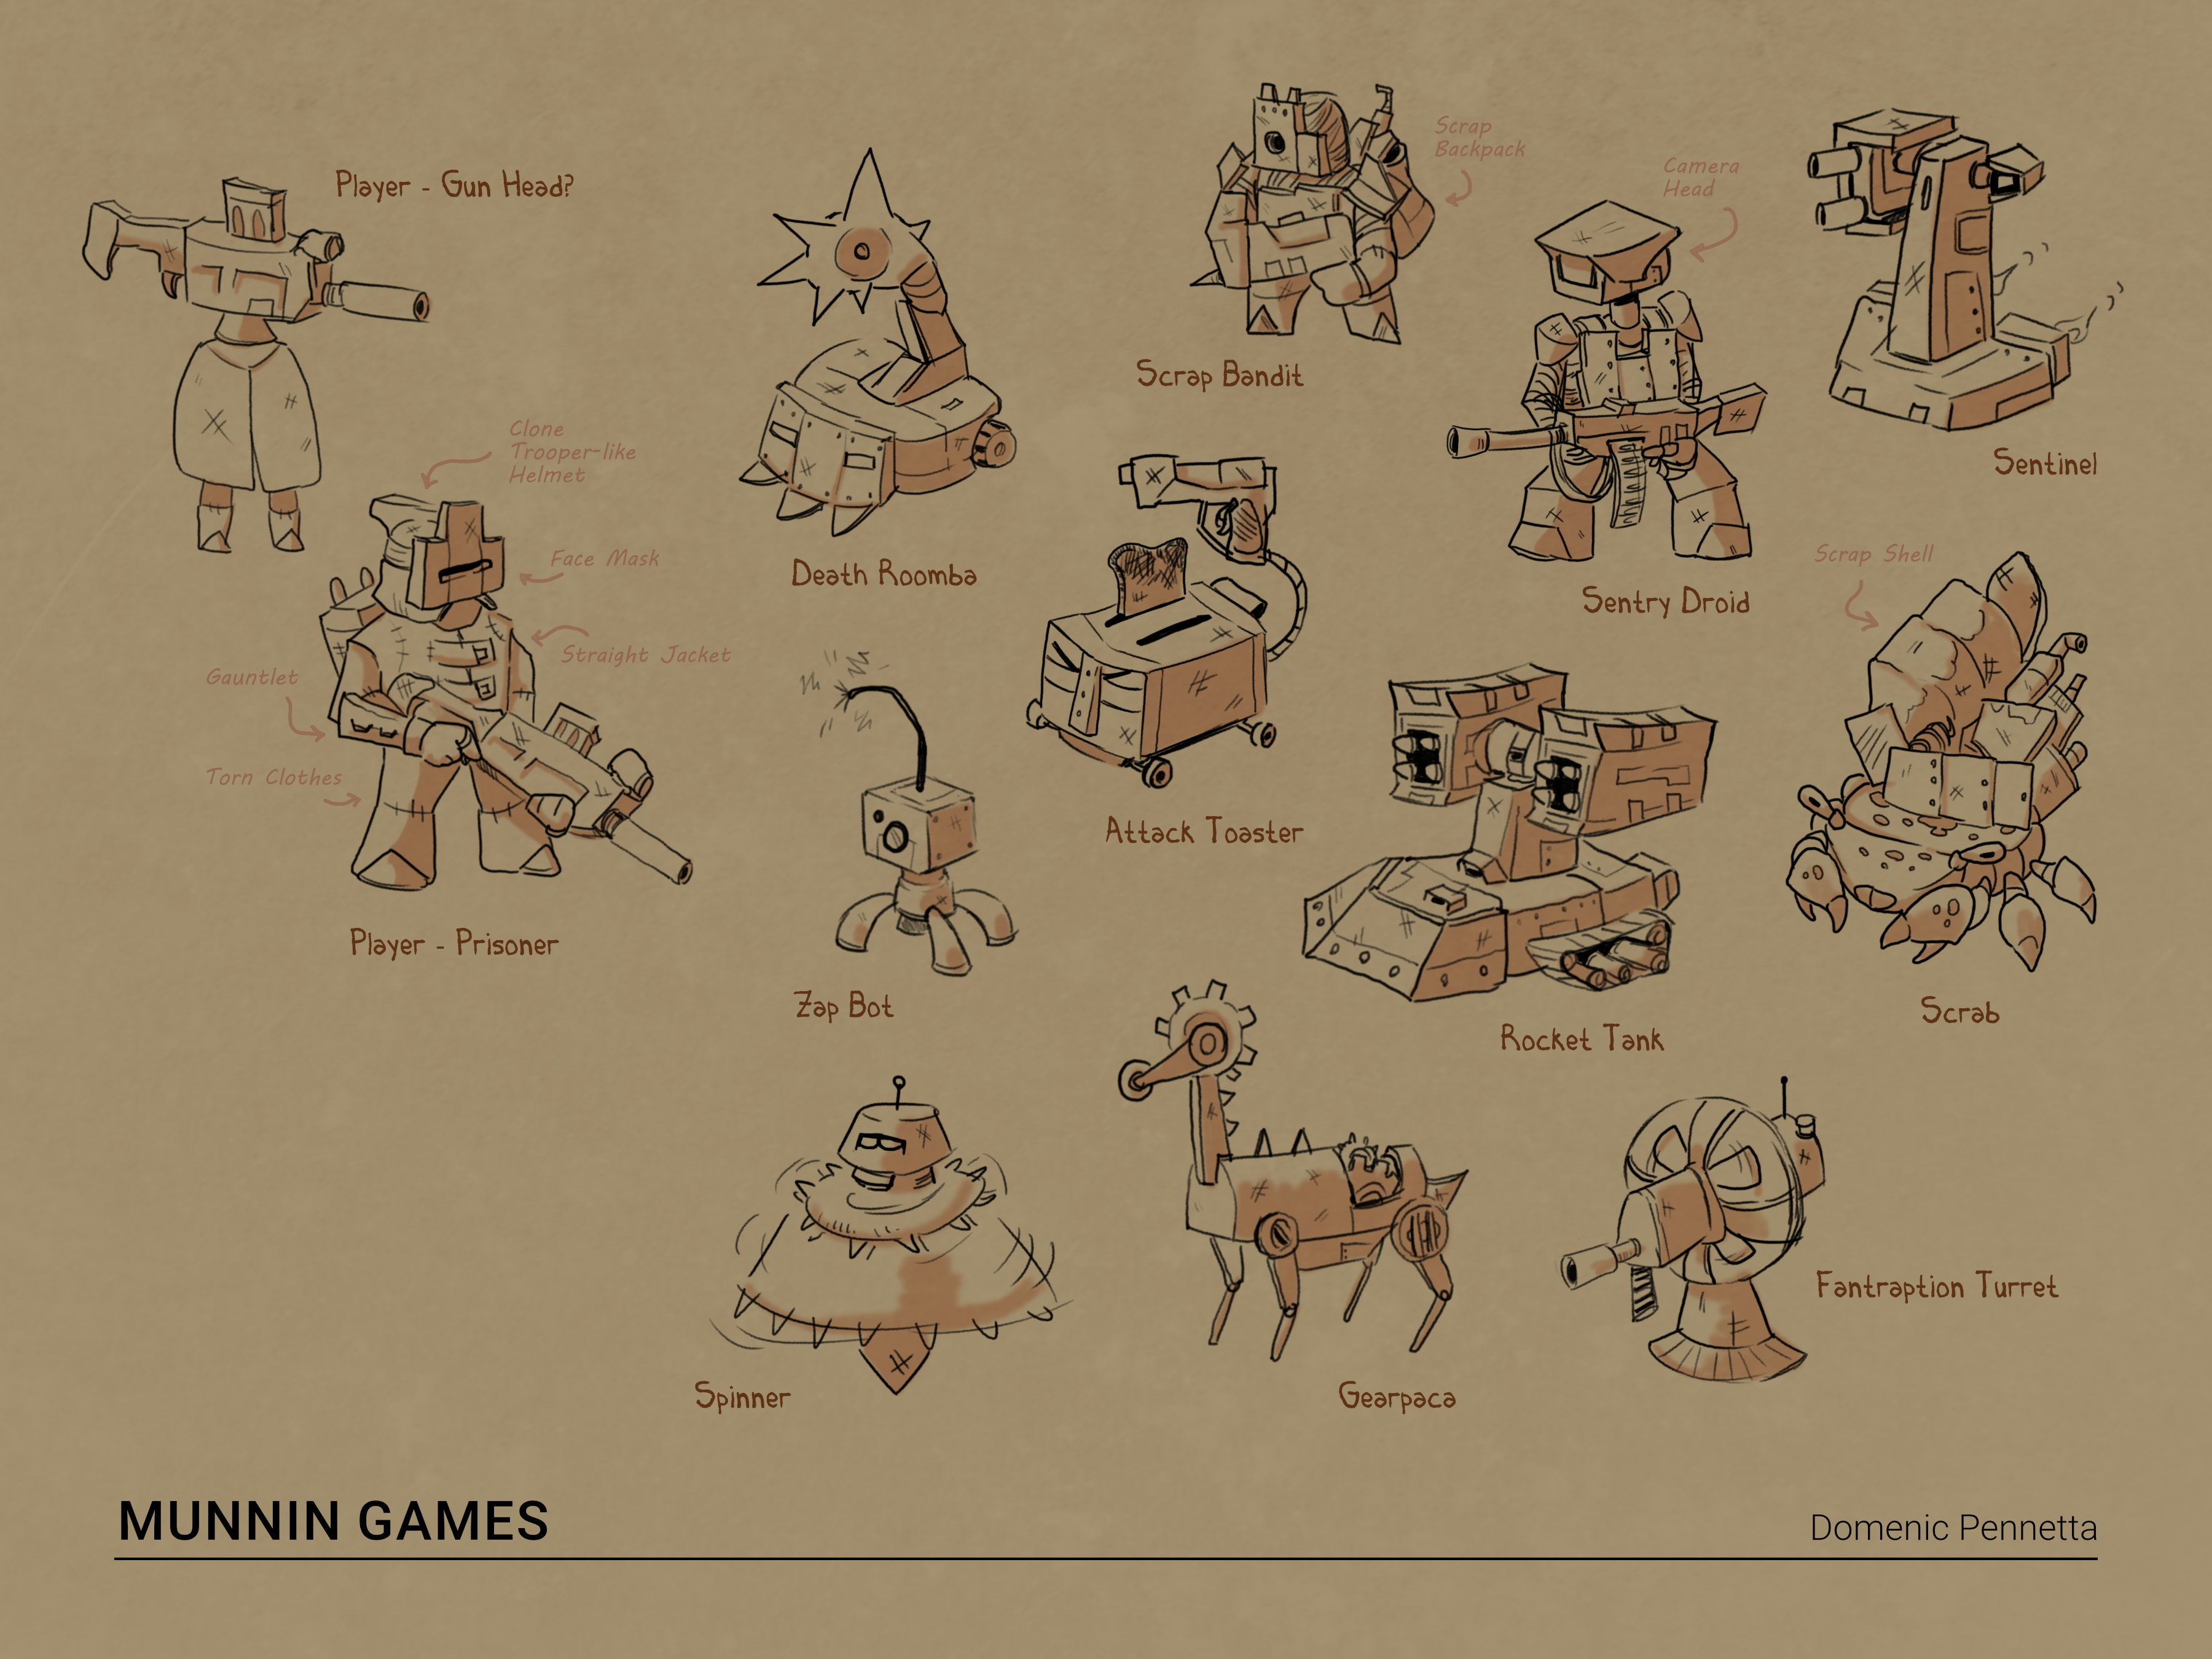 Player - Gun Head?
Scrap
Backpack
Camera
Head
Scrap Bandit
Sentinel
Clone
Trooper-like
Helmet
Face Mask
Death Roomba
Sentry Droid
Scrap Shell
Straight Jacket
Gauntlet
Torn Clothes
Attack Toaster
Player - Prisoner
Zap Bot
Rocket Tank
Scrab
Spinner
Gearpaca
Fantraption Turret
MUNNIN GAMES
Domenic Pennetta